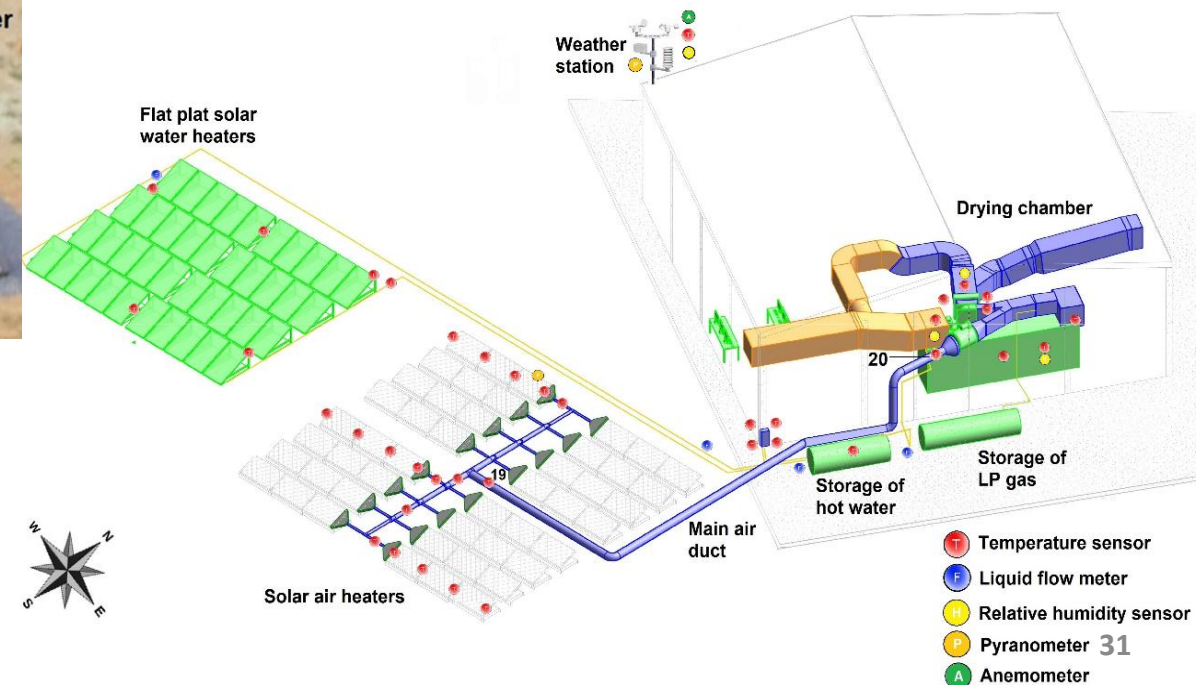 er
Weather
station
A
T
H
P
Flat plat solar
water heaters
Drying chamber
20
19
Storage of
LP gas
Storage of
hot water
Main air
duct
Solar air heaters
W
N
S
E
T Temperature sensor
F Liquid flow meter
H Relative humidity sensor
P Pyranometer 31
A Anemometer